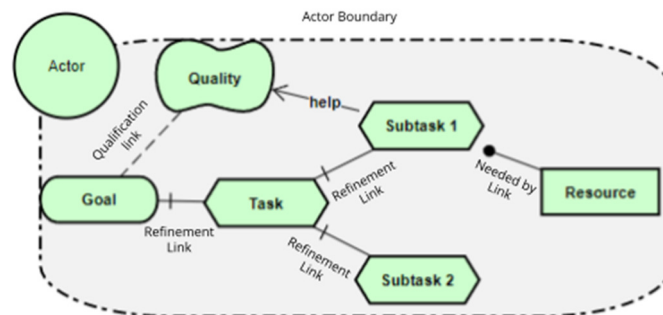 Actor Boundary
Actor
Quality
help
Subtask 1
Qualification
link
Goal
Refinement
Link
Task
Refinement
Link
Needed by
Link
Resource
Refinement
Link
Subtask 2